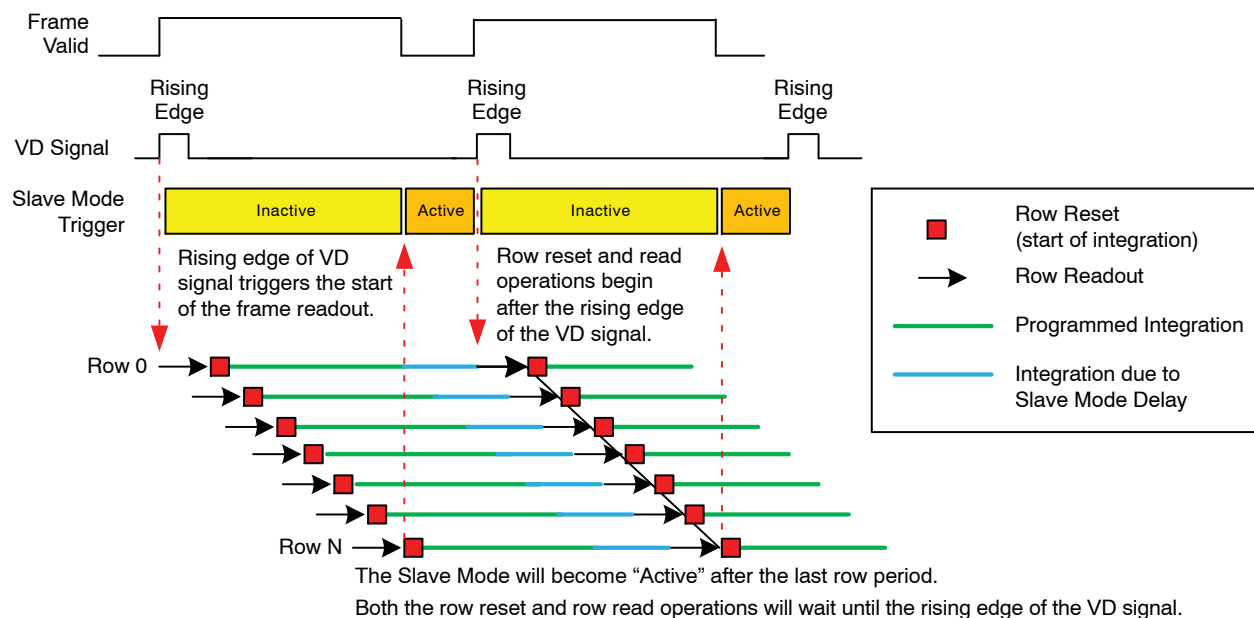 Frame
Valid
Rising
Edge
Rising
Edge
Rising
Edge
VD Signal
Slave Mode
Trigger
Inactive
Active
Inactive
Active
Rising edge of VD
signal triggers the start
of the frame readout.
Row reset and read
operations begin
after the rising edge
of the VD signal.
Row Reset
(start of integration)
Row Readout
Programmed Integration
Integration due to
Slave Mode Delay
Row 0
Row N
The Slave Mode will become “Active” after the last row period.
Both the row reset and row read operations will wait until the rising edge of the VD signal.